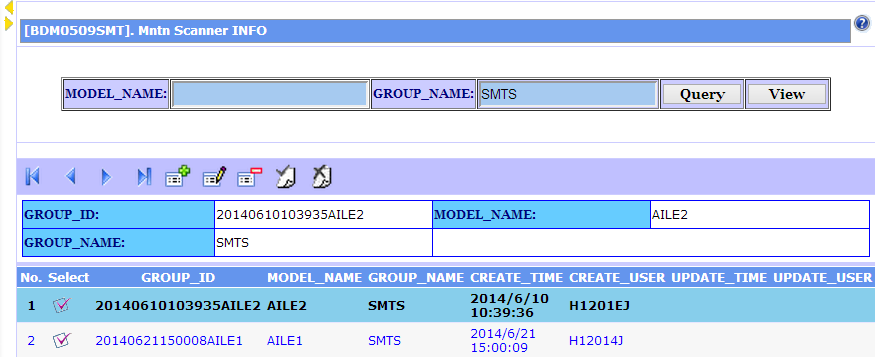 [BDM0509SMT]. Mntn Scanner INFO
?
MODEL_NAME: GROUP_NAME: SMTS Query View
GROUP_ID: 20140610103935AILE2 MODEL_NAME: AILE2
GROUP_NAME: SMTS
No. Select GROUP_ID MODEL_NAME GROUP_NAME CREATE_TIME CREATE_USER UPDATE_TIME UPDATE_USER
1 20140610103935AILE2 AILE2 SMTS 2014/6/10 H1201EJ
10:39:36
2 20140621150008AILE1 AILE1 SMTS 2014/6/21 H12014J
15:00:09